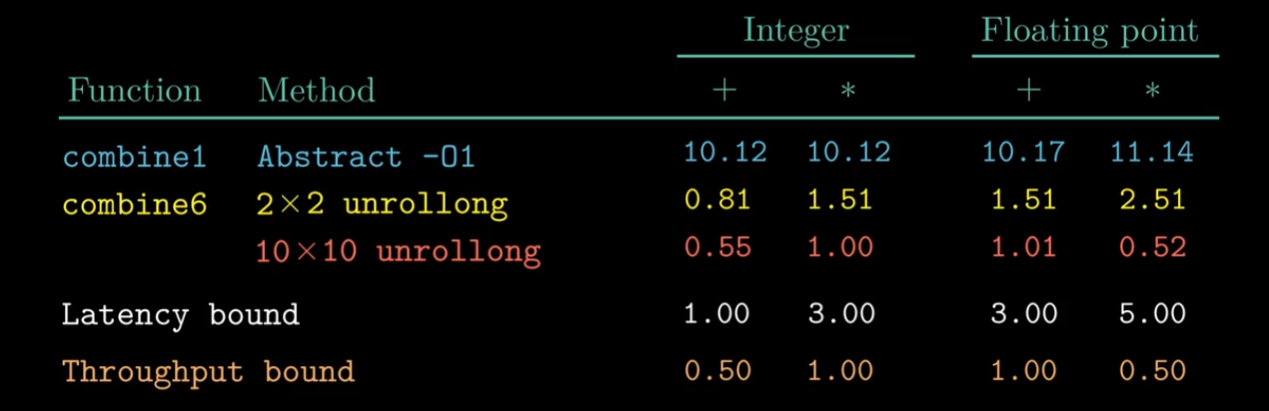 Integer Floating point
Function Method + * + *
combine1 Abstract -O1 10.12 10.12 10.17 11.14
combine6 2×2 unrollong 0.81 1.51 1.51 2.51
10×10 unrollong 0.55 1.00 1.01 0.52
Latency bound 1.00 3.00 3.00 5.00
Throughput bound 0.50 1.00 1.00 0.50